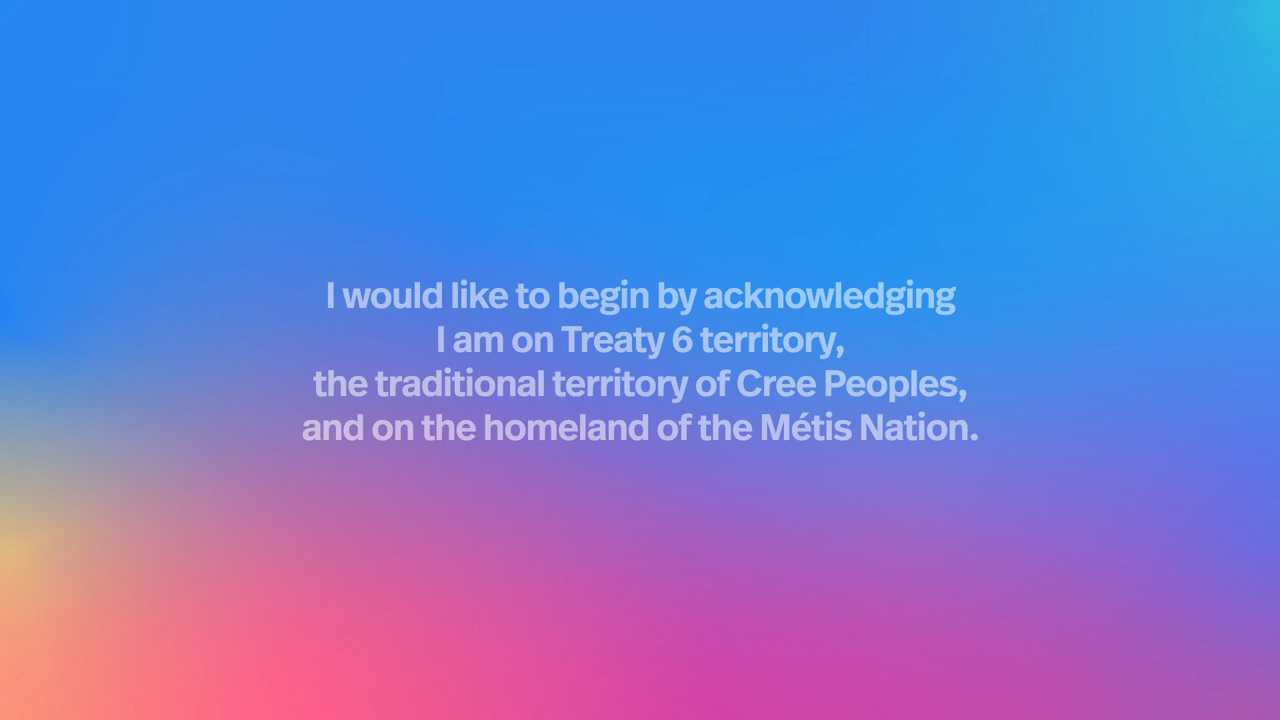 I would like to begin by acknowledging
I am on Treaty 6 territory,
the traditional territory of Cree Peoples,
and on the homeland of the Métis Nation.